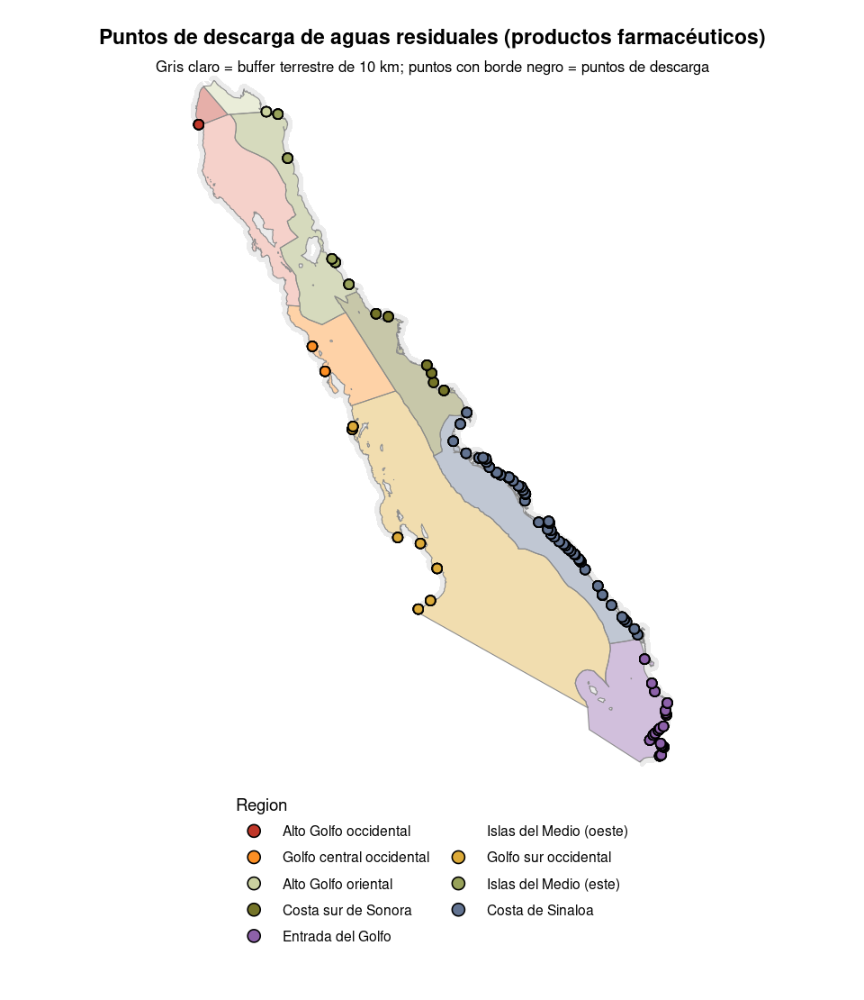 Puntos de descarga de aguas residuales (productos farmacéuticos)
Gris claro = buffer terrestre de 10 km; puntos con borde negro = puntos de descarga
Region
Alto Golfo occidental
Islas del Medio (oeste)
Golfo central occidental
Golfo sur occidental
Alto Golfo oriental
Islas del Medio (este)
Costa sur de Sonora
Costa de Sinaloa
Entrada del Golfo